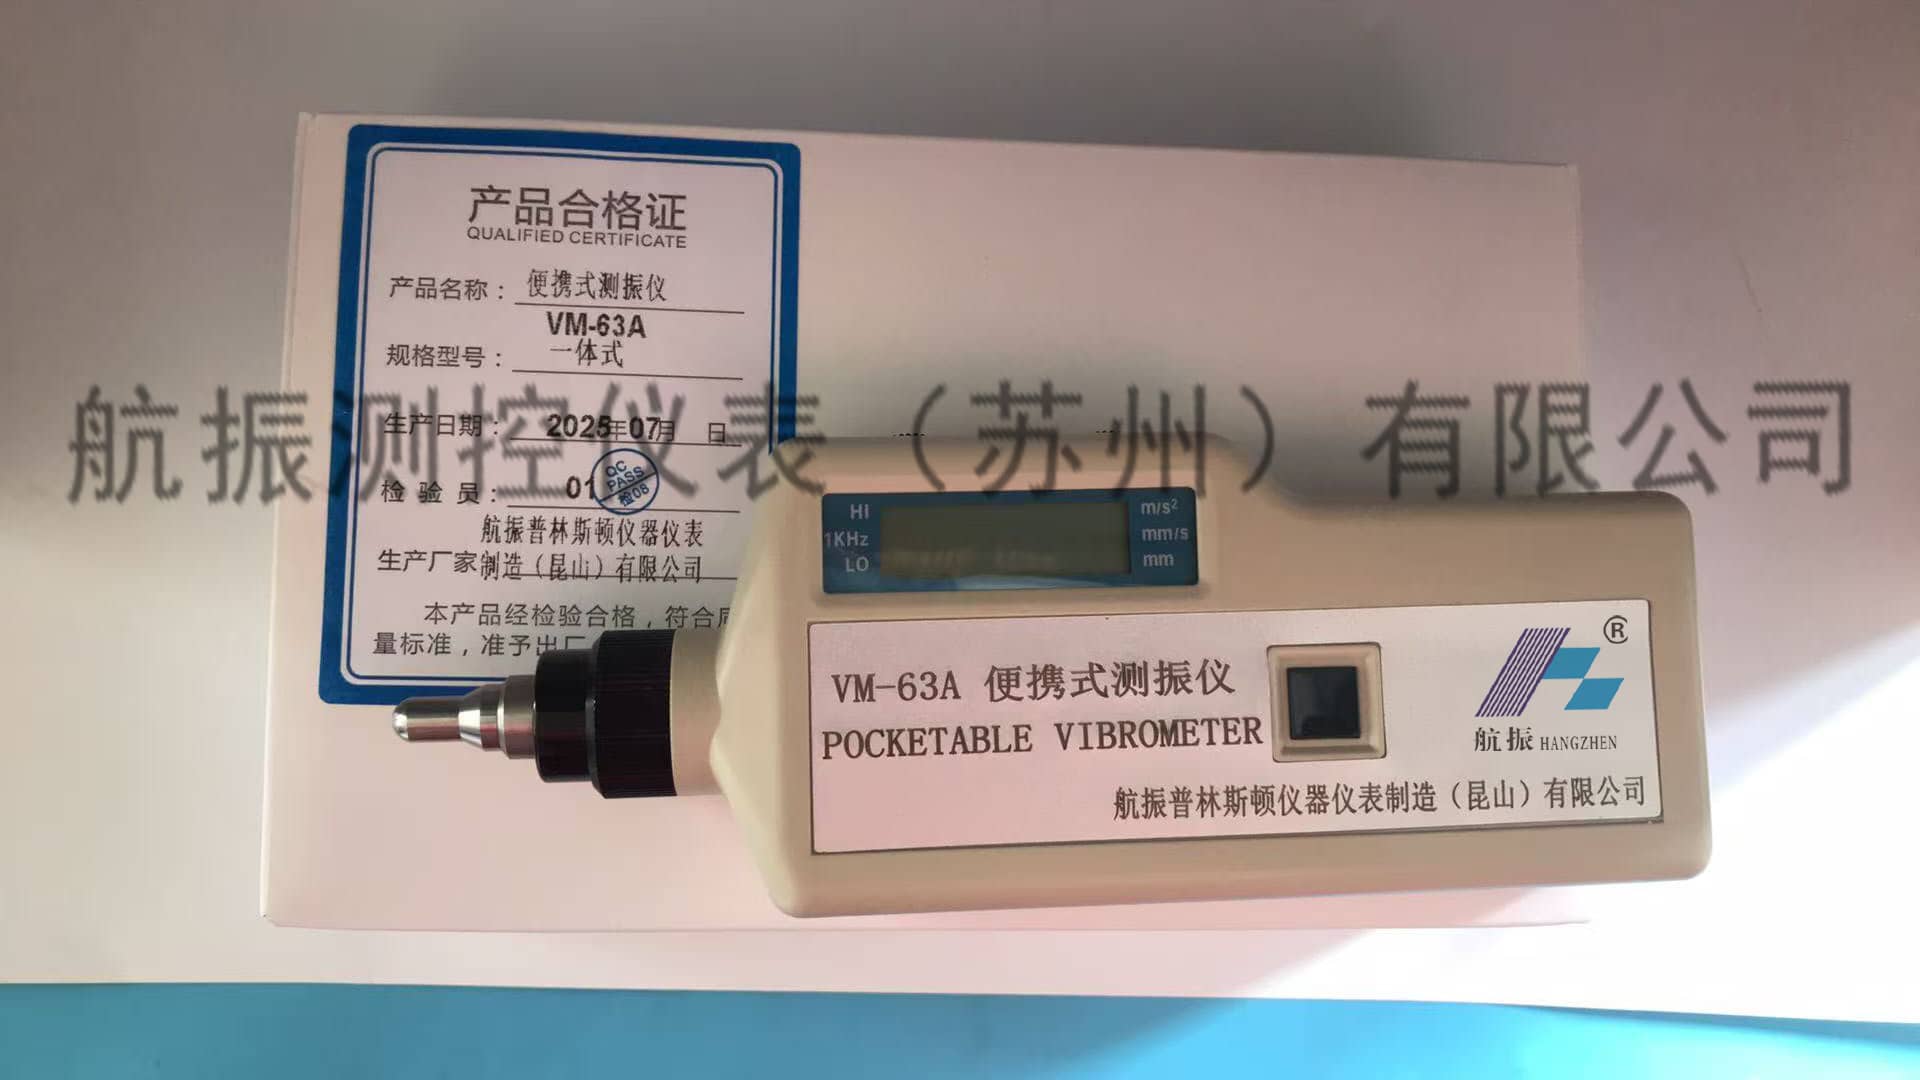 产品合格证
QUALIFIED CERTIFICATE
产品名称： 便携式测振仪
VM-63A
规格型号： 一体式
生产日期： 2025年07月 日
检 验 员： 01
QC
PASS
检08
航振普林斯顿仪器仪表
生产厂家 制造（昆山）有限公司
本产品经检验合格，符合
量标准，准予出厂
航振测控仪表（苏州）有限公司
HI
1KHz
LO
m/s²
mm/s
mm
VM-63A 便携式测振仪
POCKETABLE VIBROMETER
®
航振 HANGZHEN
航振普林斯顿仪器仪表制造（昆山）有限公司